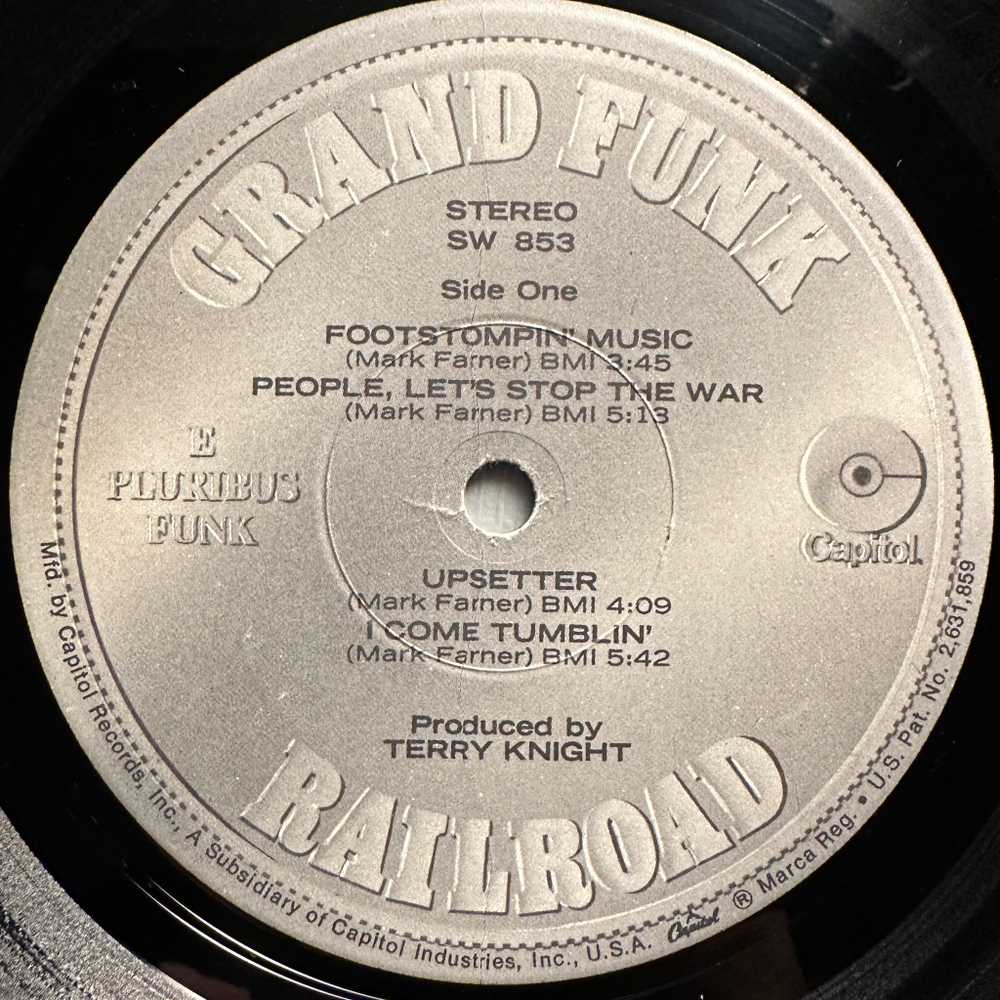 GRAND FUNK
STEREO
SW 853
Side One
FOOTSTOMPIN' MUSIC
(Mark Farner) BMI 3:45
PEOPLE, LET'S STOP THE WAR
(Mark Farner) BMI 5:13
E
PLURIBUS
FUNK
Capitol.
UPSETTER
(Mark Farner) BMI 4:09
I COME TUMBLIN'
(Mark Farner) BMI 5:42
Produced by
TERRY KNIGHT
RAILROAD
Mfd. by Capitol Records, Inc., A Subsidiary of Capitol Industries, Inc., U.S.A. Capitol ® Marca Reg. • U.S. Pat. No. 2,631,859